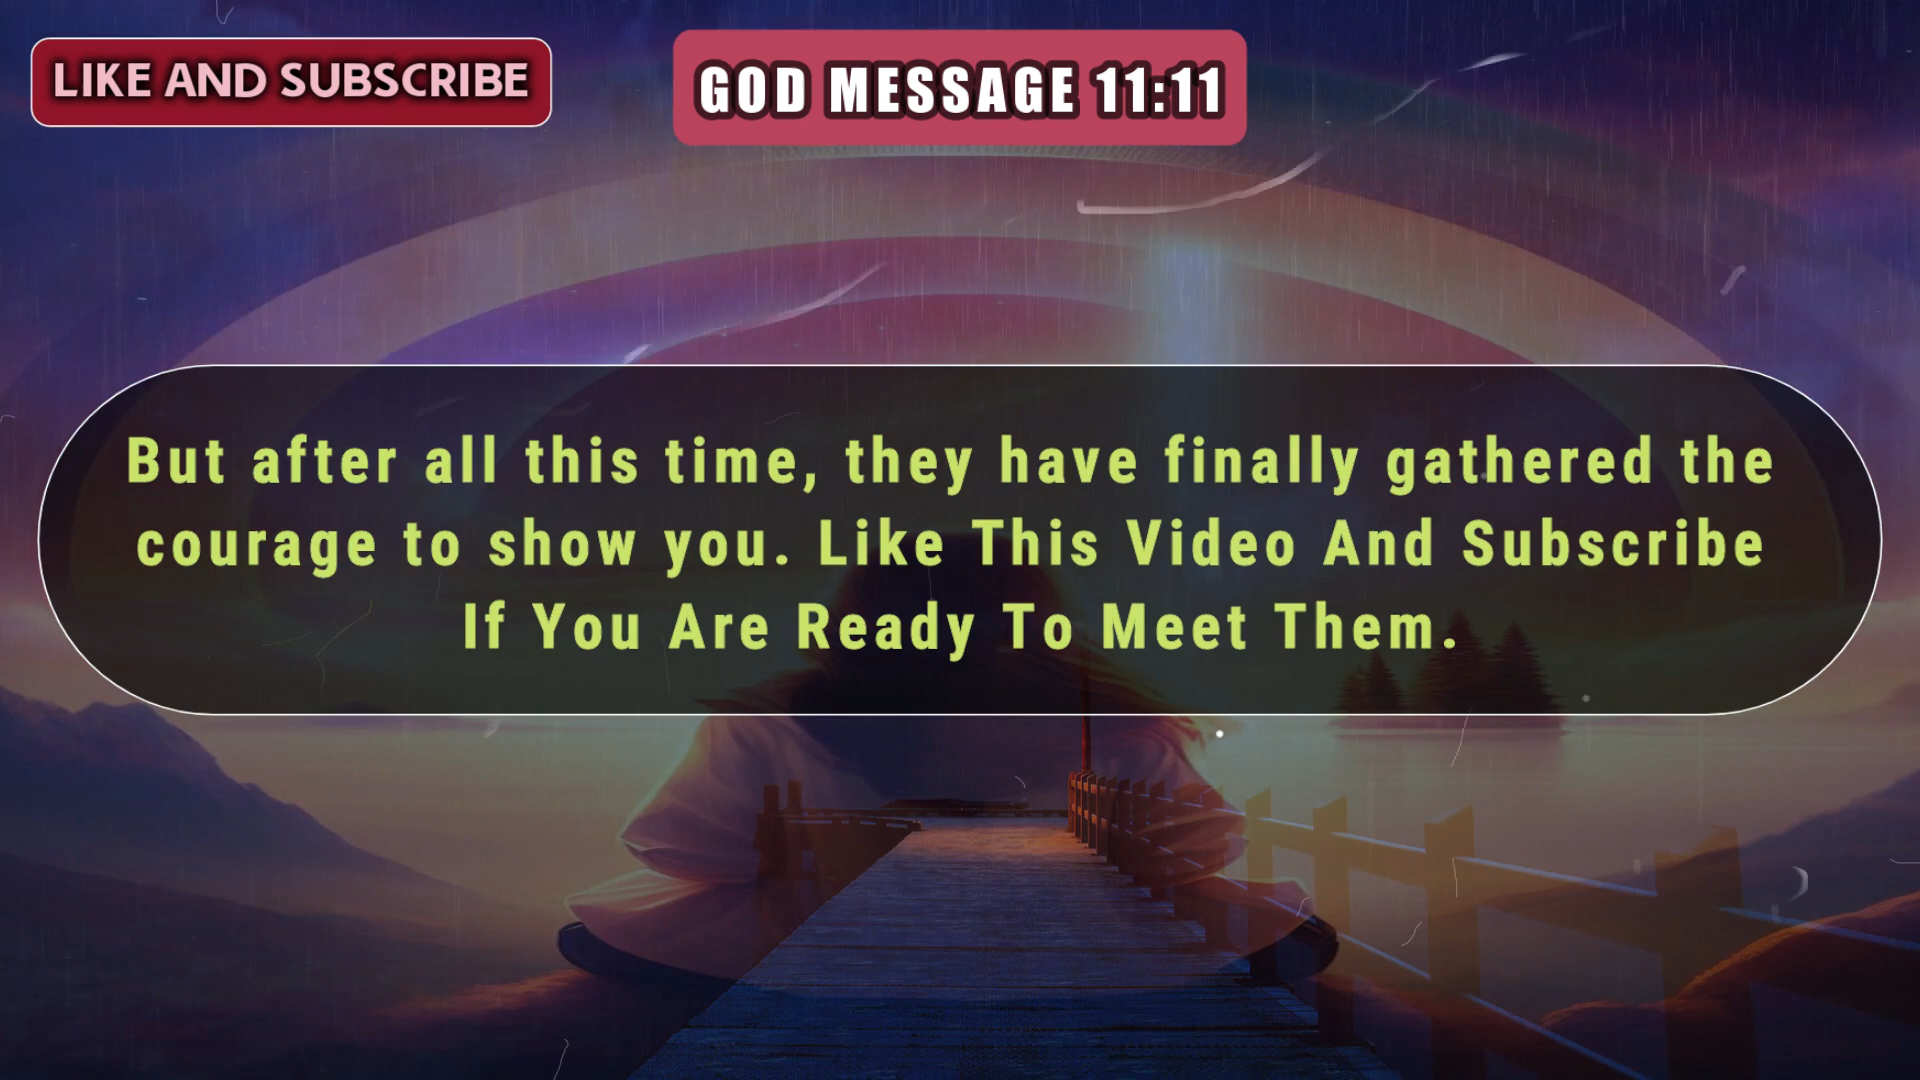 LIKE AND SUBSCRIBE
GOD MESSAGE 11:11
But after all this time, they have finally gathered the
courage to show you. Like This Video And Subscribe
If You Are Ready To Meet Them.